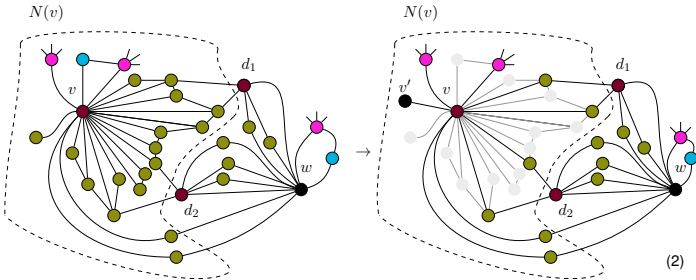 N(v) N(v)
d₁ d₁
v v′ v
w → w
d₂ d₂
(2)